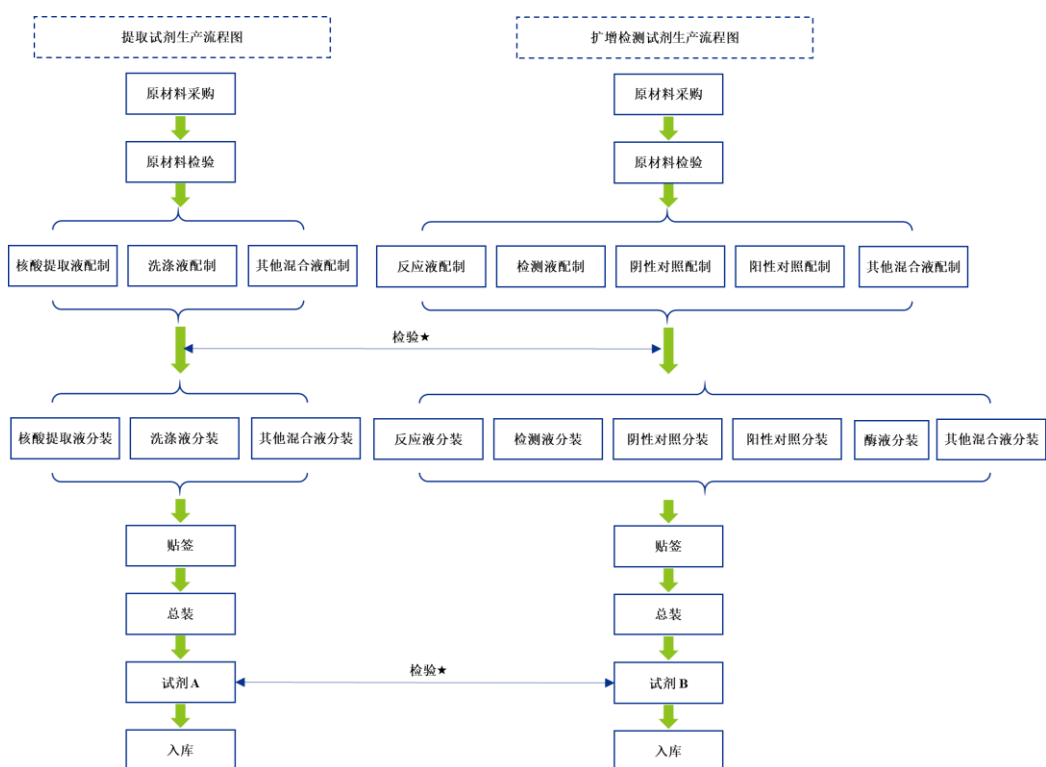 提取试剂生产流程图
扩增检测试剂生产流程图
原材料采购
原材料采购
原材料检验
原材料检验
核酸提取液配制
洗涤液配制
其他混合液配制
反应液配制
检测液配制
阴性对照配制
阳性对照配制
其他混合液配制
检验★
核酸提取液分装
洗涤液分装
其他混合液分装
反应液分装
检测液分装
阴性对照分装
阳性对照分装
酶液分装
其他混合液分装
贴签
贴签
总装
总装
试剂A
检验★
试剂B
入库
入库